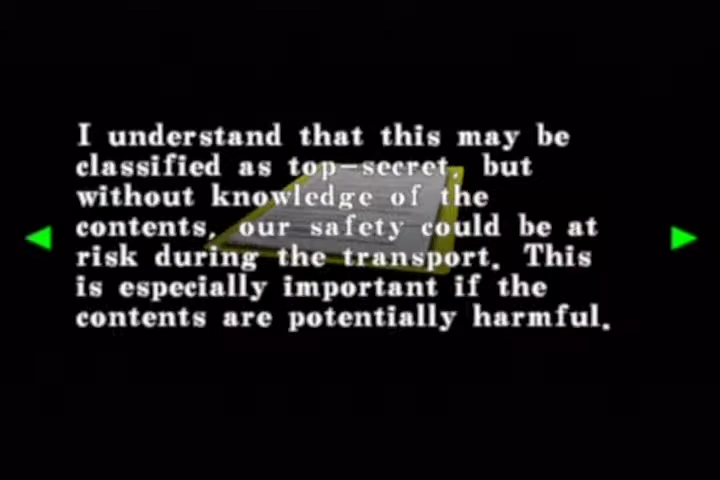 I understand that this may be
classified as top-secret, but
without knowledge of the
contents, our safety could be at
risk during the transport. This
is especially important if the
contents are potentially harmful.